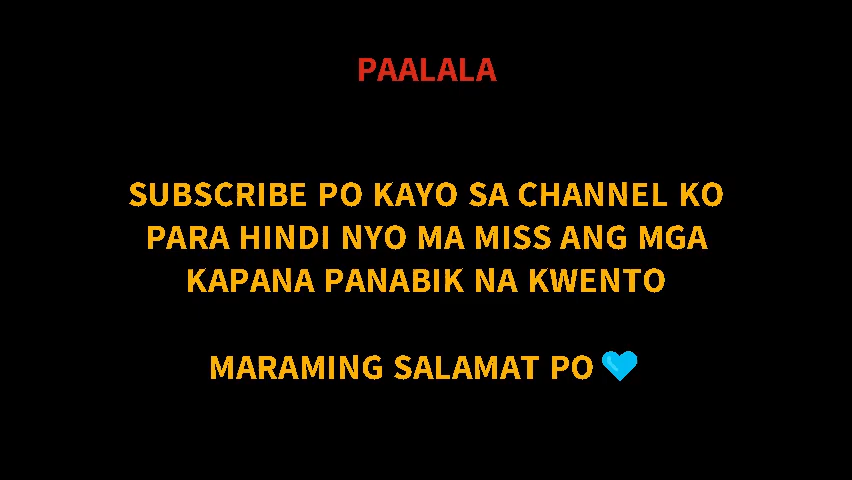 PAALALA
SUBSCRIBE PO KAYO SA CHANNEL KO
PARA HINDI NYO MA MISS ANG MGA
KAPANA PANABIK NA KWENTO
MARAMING SALAMAT PO 💙